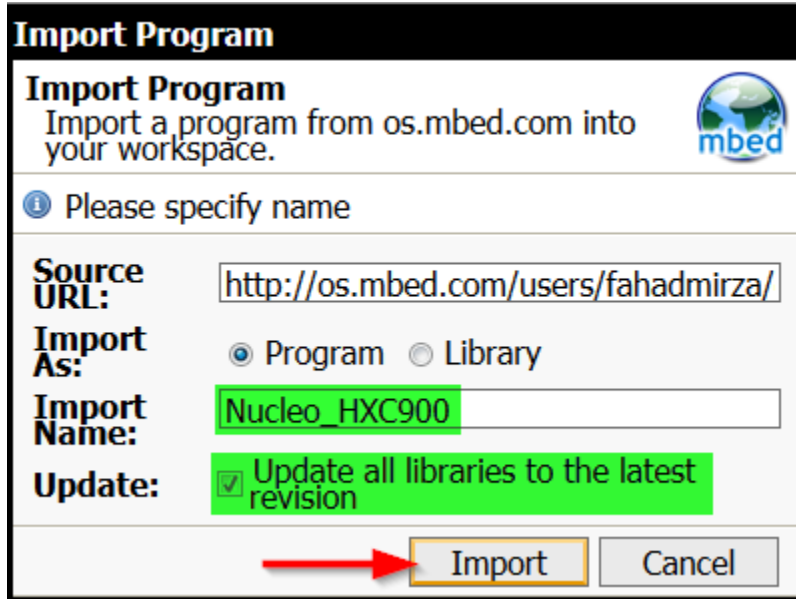 Import Program
Import Program
Import a program from os.mbed.com into
your workspace.
mbed
Please specify name
Source
URL:
http://os.mbed.com/users/fahadmirza/
Import
As:
Program
Library
Import
Name:
Nucleo_HXC900
Update:
Update all libraries to the latest
revision
Import
Cancel